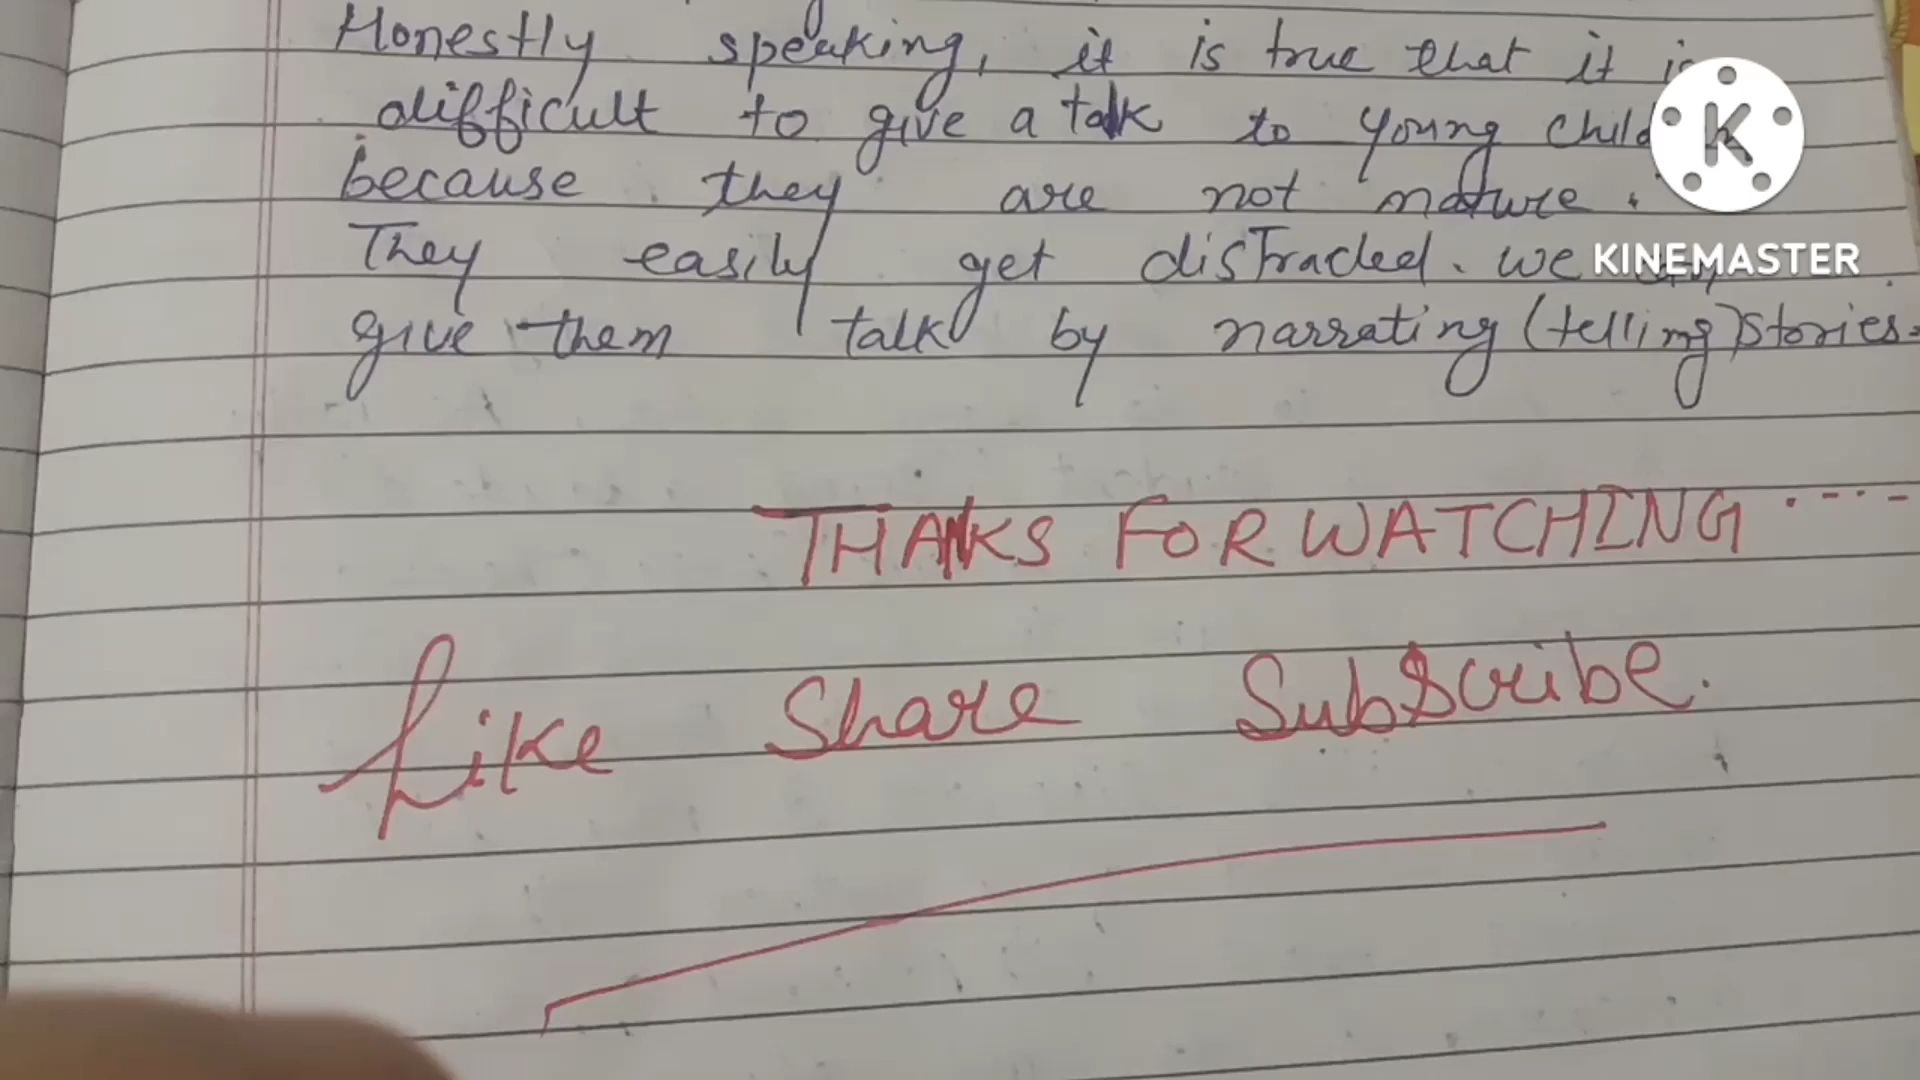 Honestly speaking, it is true that it is
difficult to give a talk to young child
because they are not mature.
They easily get distracted. we
give them talk by narrating (telling) stories.
THANKS FOR WATCHING....
Like Share Subscribe.
K
KINEMASTER